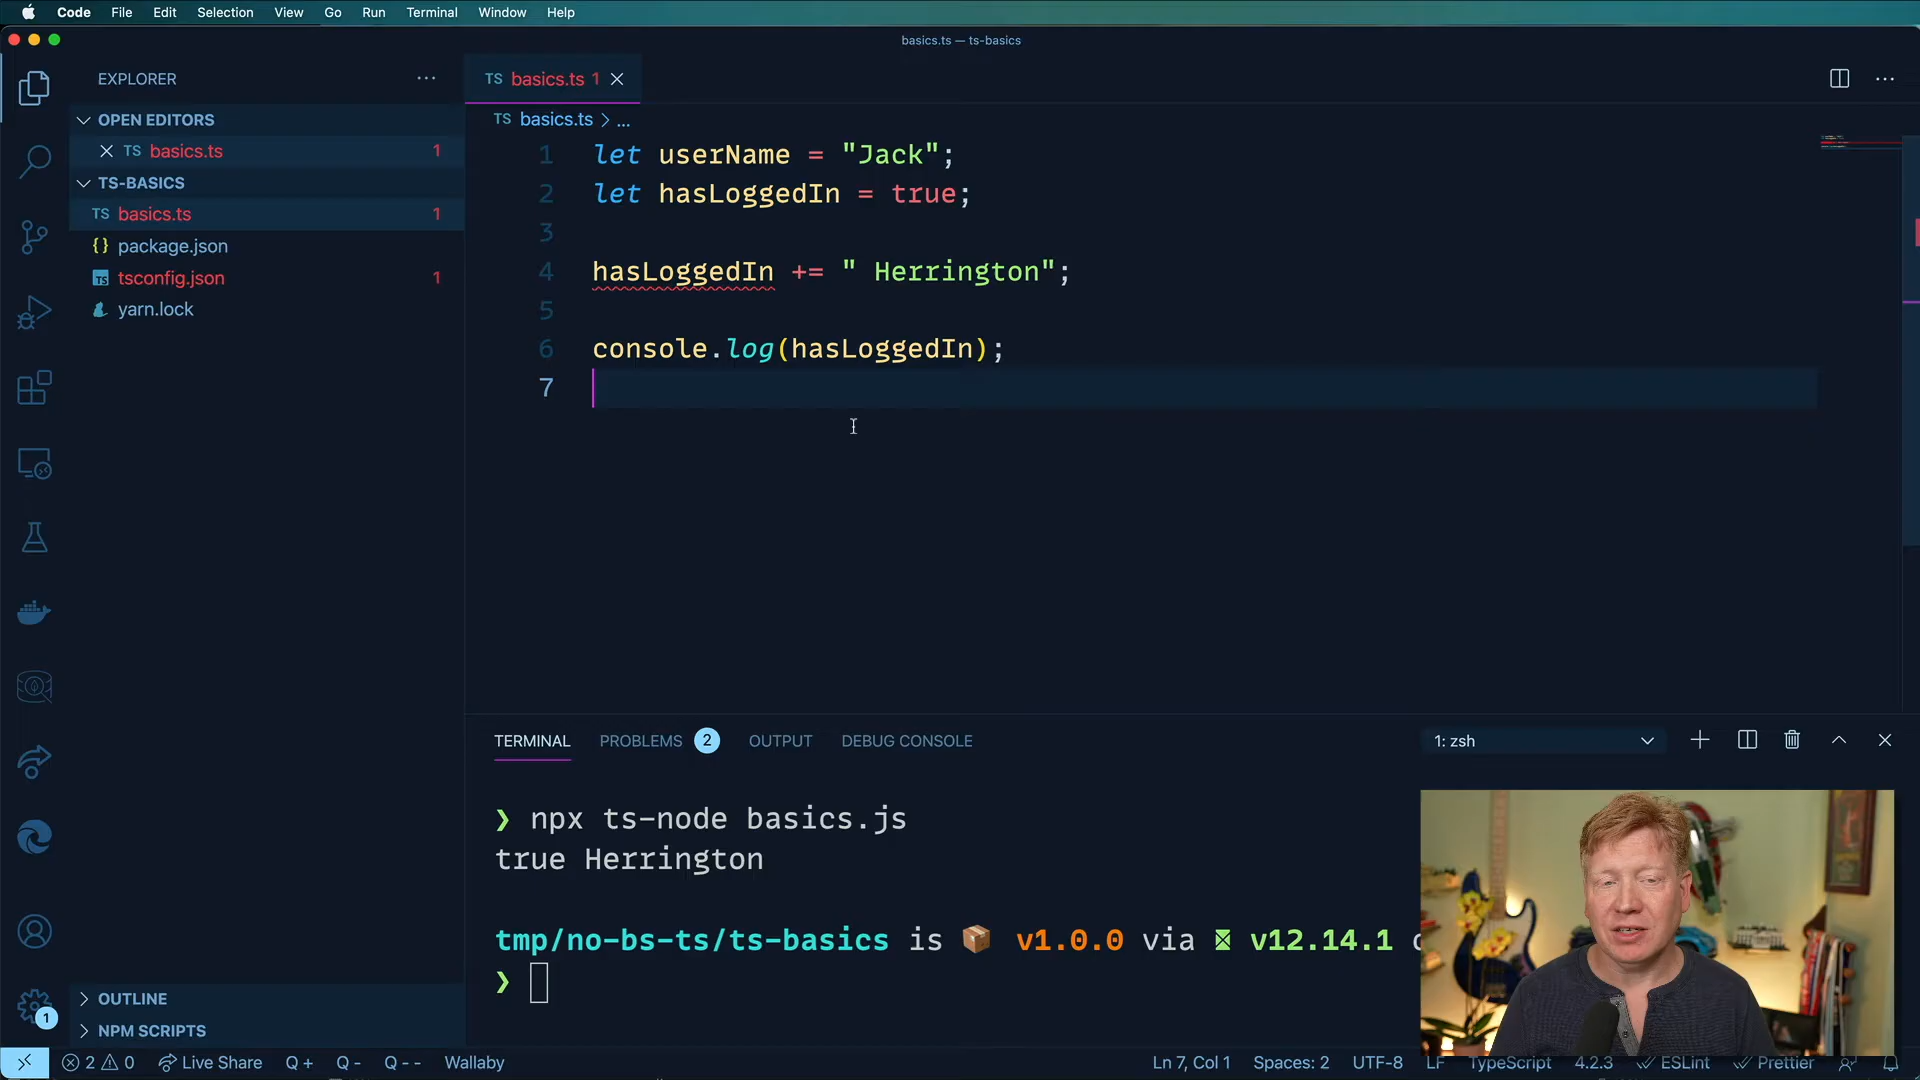 Code File Edit Selection View Go Run Terminal Window Help
basics.ts — ts-basics
EXPLORER
OPEN EDITORS
TS basics.ts 1
TS-BASICS
TS basics.ts 1
{} package.json
TS tsconfig.json 1
yarn.lock
OUTLINE
NPM SCRIPTS
TS basics.ts 1
TS basics.ts > ...
1 let userName = "Jack";
2 let hasLoggedIn = true;
3
4 hasLoggedIn += " Herrington";
5
6 console.log(hasLoggedIn);
7
TERMINAL PROBLEMS 2 OUTPUT DEBUG CONSOLE 1: zsh
❯ npx ts-node basics.js
true Herrington
tmp/no-bs-ts/ts-basics is 📦 v1.0.0 via v12.14.1
❯
1
2 0 Live Share Q + Q - Q - - Wallaby Ln 7, Col 1 Spaces: 2 UTF-8 LF TypeScript 4.2.3 ESLint Prettier